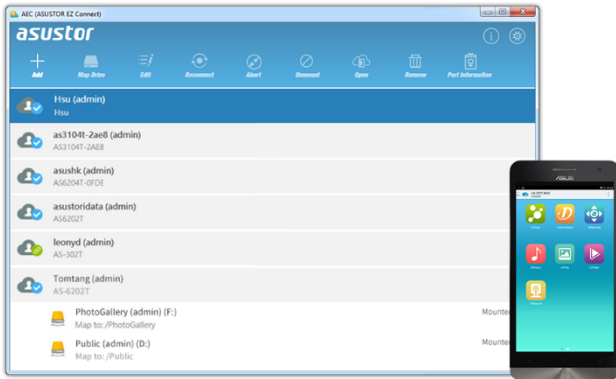 AEC (ASUSTOR EZ Connect)
asustor
Add
Map Drive
Edit
Reconnect
Abort
Demount
Open
Remove
Port Information
Hsu (admin)
Hsu
as3104t-2ae8 (admin)
AS3104T-2AE8
asushk (admin)
AS6204T-0FDE
asustoridata (admin)
AS6202T
leonyd (admin)
AS-302T
Tomtang (admin)
AS-6202T
PhotoGallery (admin) (F:)
Map to: /PhotoGallery
Public (admin) (D:)
Map to: /Public
ASUS